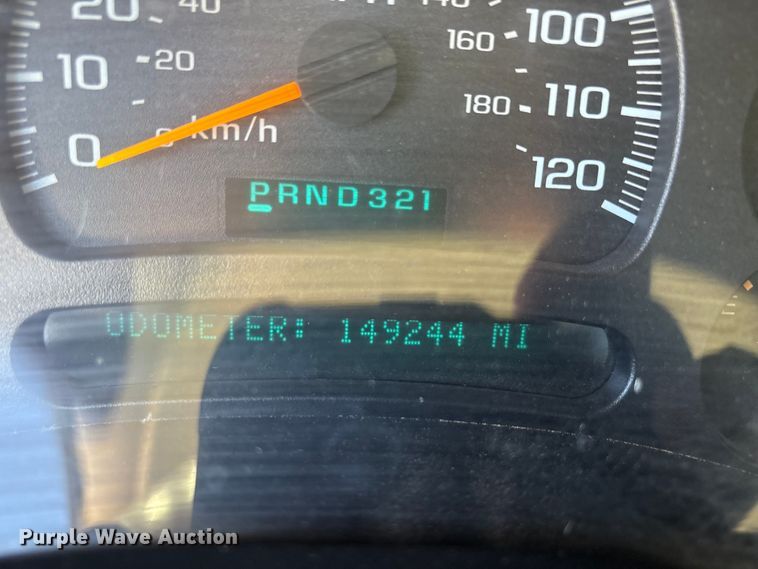 20 40 140 100
10 20 160
0 0 km/h 180 110
120
PRND321
ODOMETER: 149244 MI
Purple Wave Auction